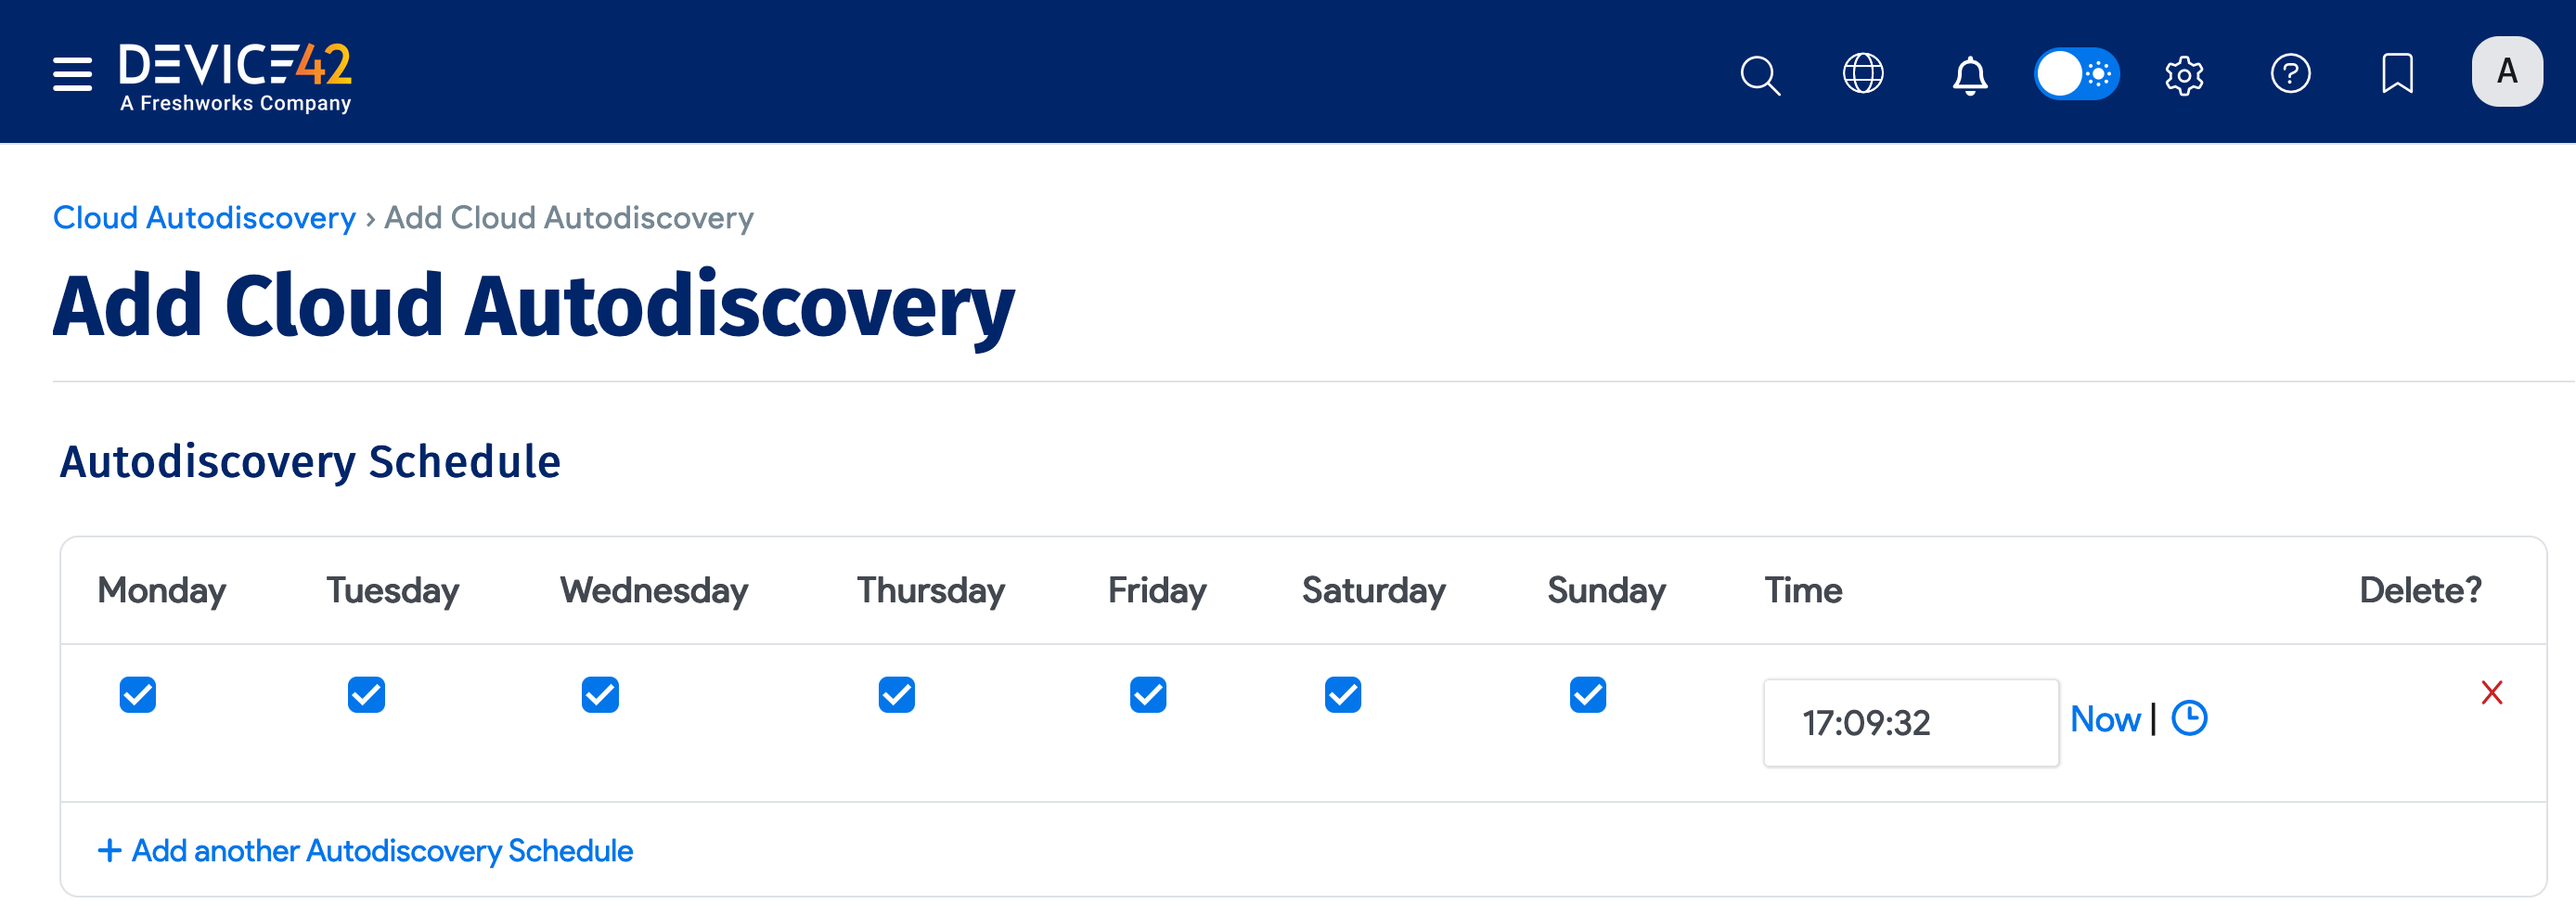 DEVICE42
A Freshworks Company
A
Cloud Autodiscovery › Add Cloud Autodiscovery
Add Cloud Autodiscovery
Autodiscovery Schedule
Monday Tuesday Wednesday Thursday Friday Saturday Sunday Time Delete?
17:09:32 Now |
+ Add another Autodiscovery Schedule